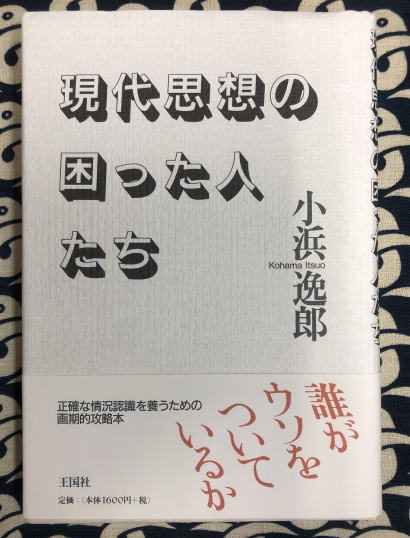 現代思想の
困った人
たち
小浜逸郎
Kohama Itsuo
正確な情況認識を養うための
画期的攻略本
誰が
ウソを
ついて
いるか
王国社
定価:〈本体1600円+税〉